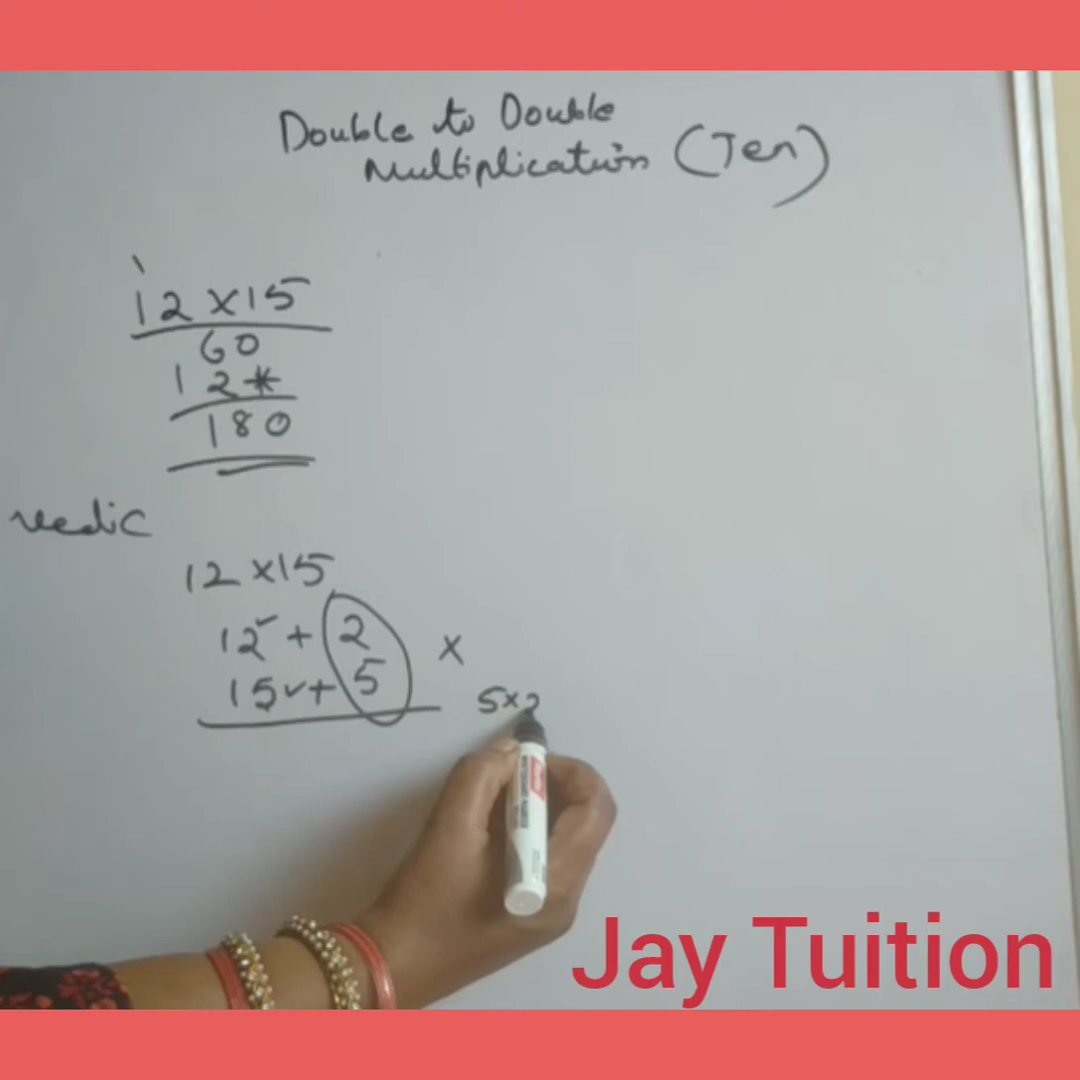 Double to Double
Multiplication (Ten)
1
12 x 15
60
12*
180
vedic
12 x 15
12✓ + 2 x
15✓ + 5
5 x 2
Jay Tuition